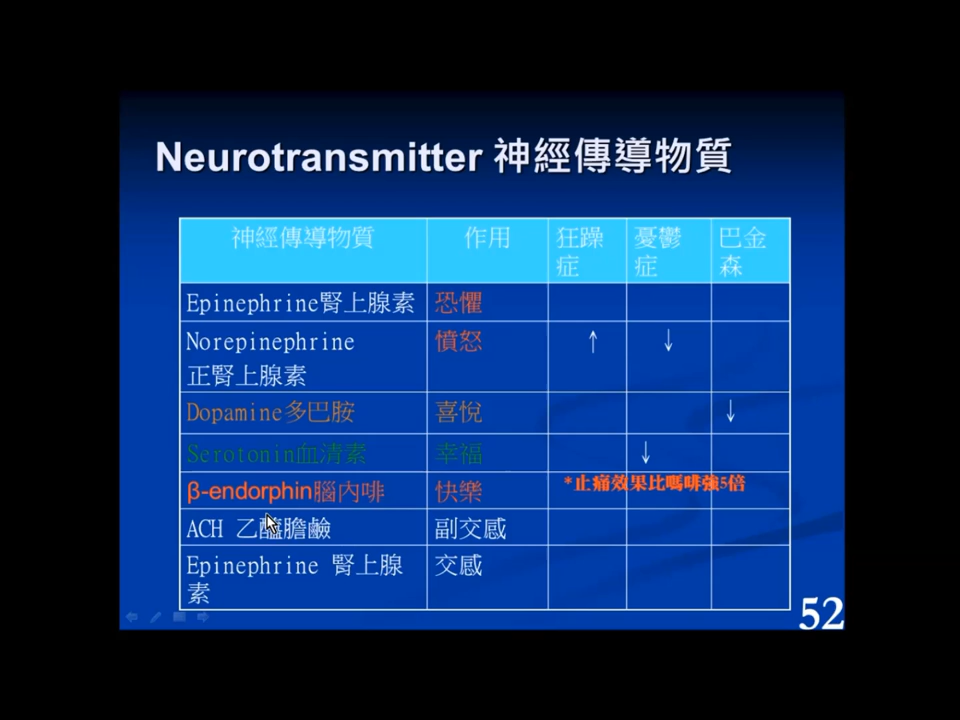 Neurotransmitter 神經傳導物質
神經傳導物質 作用 狂躁症 憂鬱症 巴金森
Epinephrine腎上腺素 恐懼
Norepinephrine 憤怒 ↑ ↓
正腎上腺素
Dopamine多巴胺 喜悅 ↓
Serotonin血清素 幸福 ↓
β-endorphin腦內啡 快樂 *止痛效果比嗎啡強5倍
ACH 乙醯膽鹼 副交感
Epinephrine 腎上腺 交感
素
52